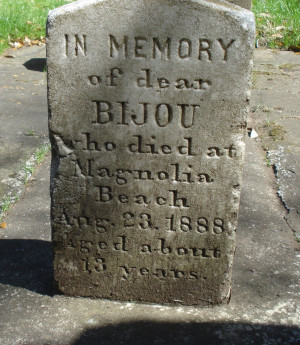 IN MEMORY
of dear
BIJOU
who died at
Magnolia
Beach
Aug. 23. 1888.
Aged about
13 years.